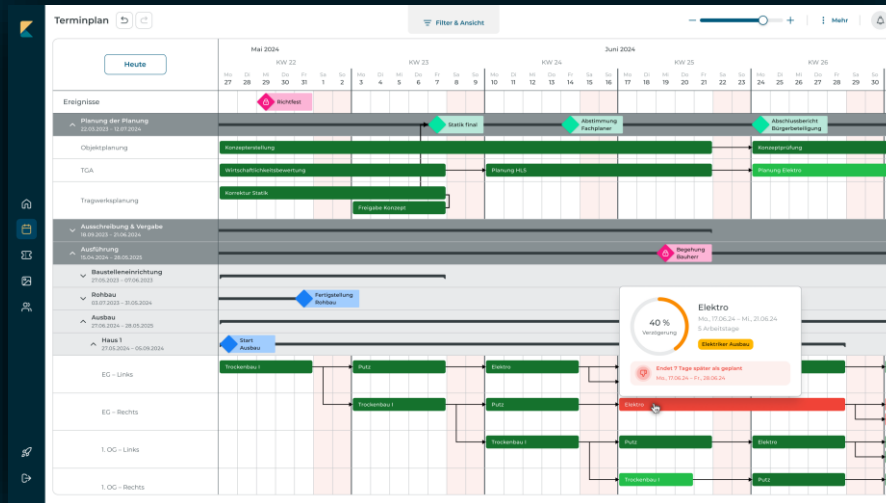 Terminplan
Filter & Ansicht
Mehr
Heute
Mai 2024
Juni 2024
KW 22
KW 23
KW 24
KW 25
KW 26
Mo Di Mi Do Fr Sa So Mo Di Mi Do Fr Sa So Mo Di Mi Do Fr Sa So Mo Di Mi Do Fr Sa So Mo Di Mi Do Fr Sa So
27 28 29 30 31 1 2 3 4 5 6 7 8 9 10 11 12 13 14 15 16 17 18 19 20 21 22 23 24 25 26 27 28 29 30
Ereignisse
Richtfest
Planung der Planung
22.05.2023 – 12.07.2024
Statik final
Abstimmung
Fachplaner
Abschlussbericht
Bürgerbeteiligung
Objektplanung
Konzepterstellung
Konzeptprüfung
TGA
Wirtschaftlichkeitsbewertung
Planung HLS
Planung Elektro
Tragwerksplanung
Korrektur Statik
Freigabe Konzept
Ausschreibung & Vergabe
18.09.2023 – 21.06.2024
Ausführung
15.04.2024 – 28.05.2025
Begehung
Bauherr
Baustelleneinrichtung
27.05.2023 – 07.06.2023
Rohbau
03.07.2023 – 31.05.2024
Fertigstellung
Rohbau
Ausbau
27.06.2024 – 28.05.2025
Haus 1
27.05.2024 – 05.09.2024
Start
Ausbau
40 %
Verzögerung
Elektro
Mo., 17.06.24 – Mi., 21.06.24
5 Arbeitstage
Elektriker Ausbau
Endet 7 Tage später als geplant
Mo., 17.06.24 – Fr., 28.06.24
EG – Links
Trockenbau I
Putz
Elektro
EG – Rechts
Trockenbau I
Putz
Elektro
1. OG – Links
Trockenbau I
Putz
Elektro
1. OG – Rechts
Trockenbau I
Putz